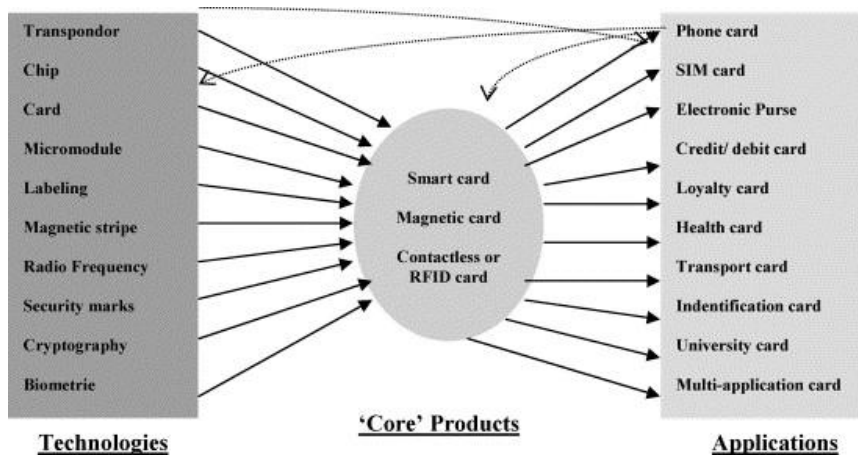 Transpondor
Chip
Card
Micromodule
Labeling
Magnetic stripe
Radio Frequency
Security marks
Cryptography
Biometrie
Technologies
Smart card
Magnetic card
Contactless or
RFID card
‘Core’ Products
Phone card
SIM card
Electronic Purse
Credit/ debit card
Loyalty card
Health card
Transport card
Indentification card
University card
Multi-application card
Applications